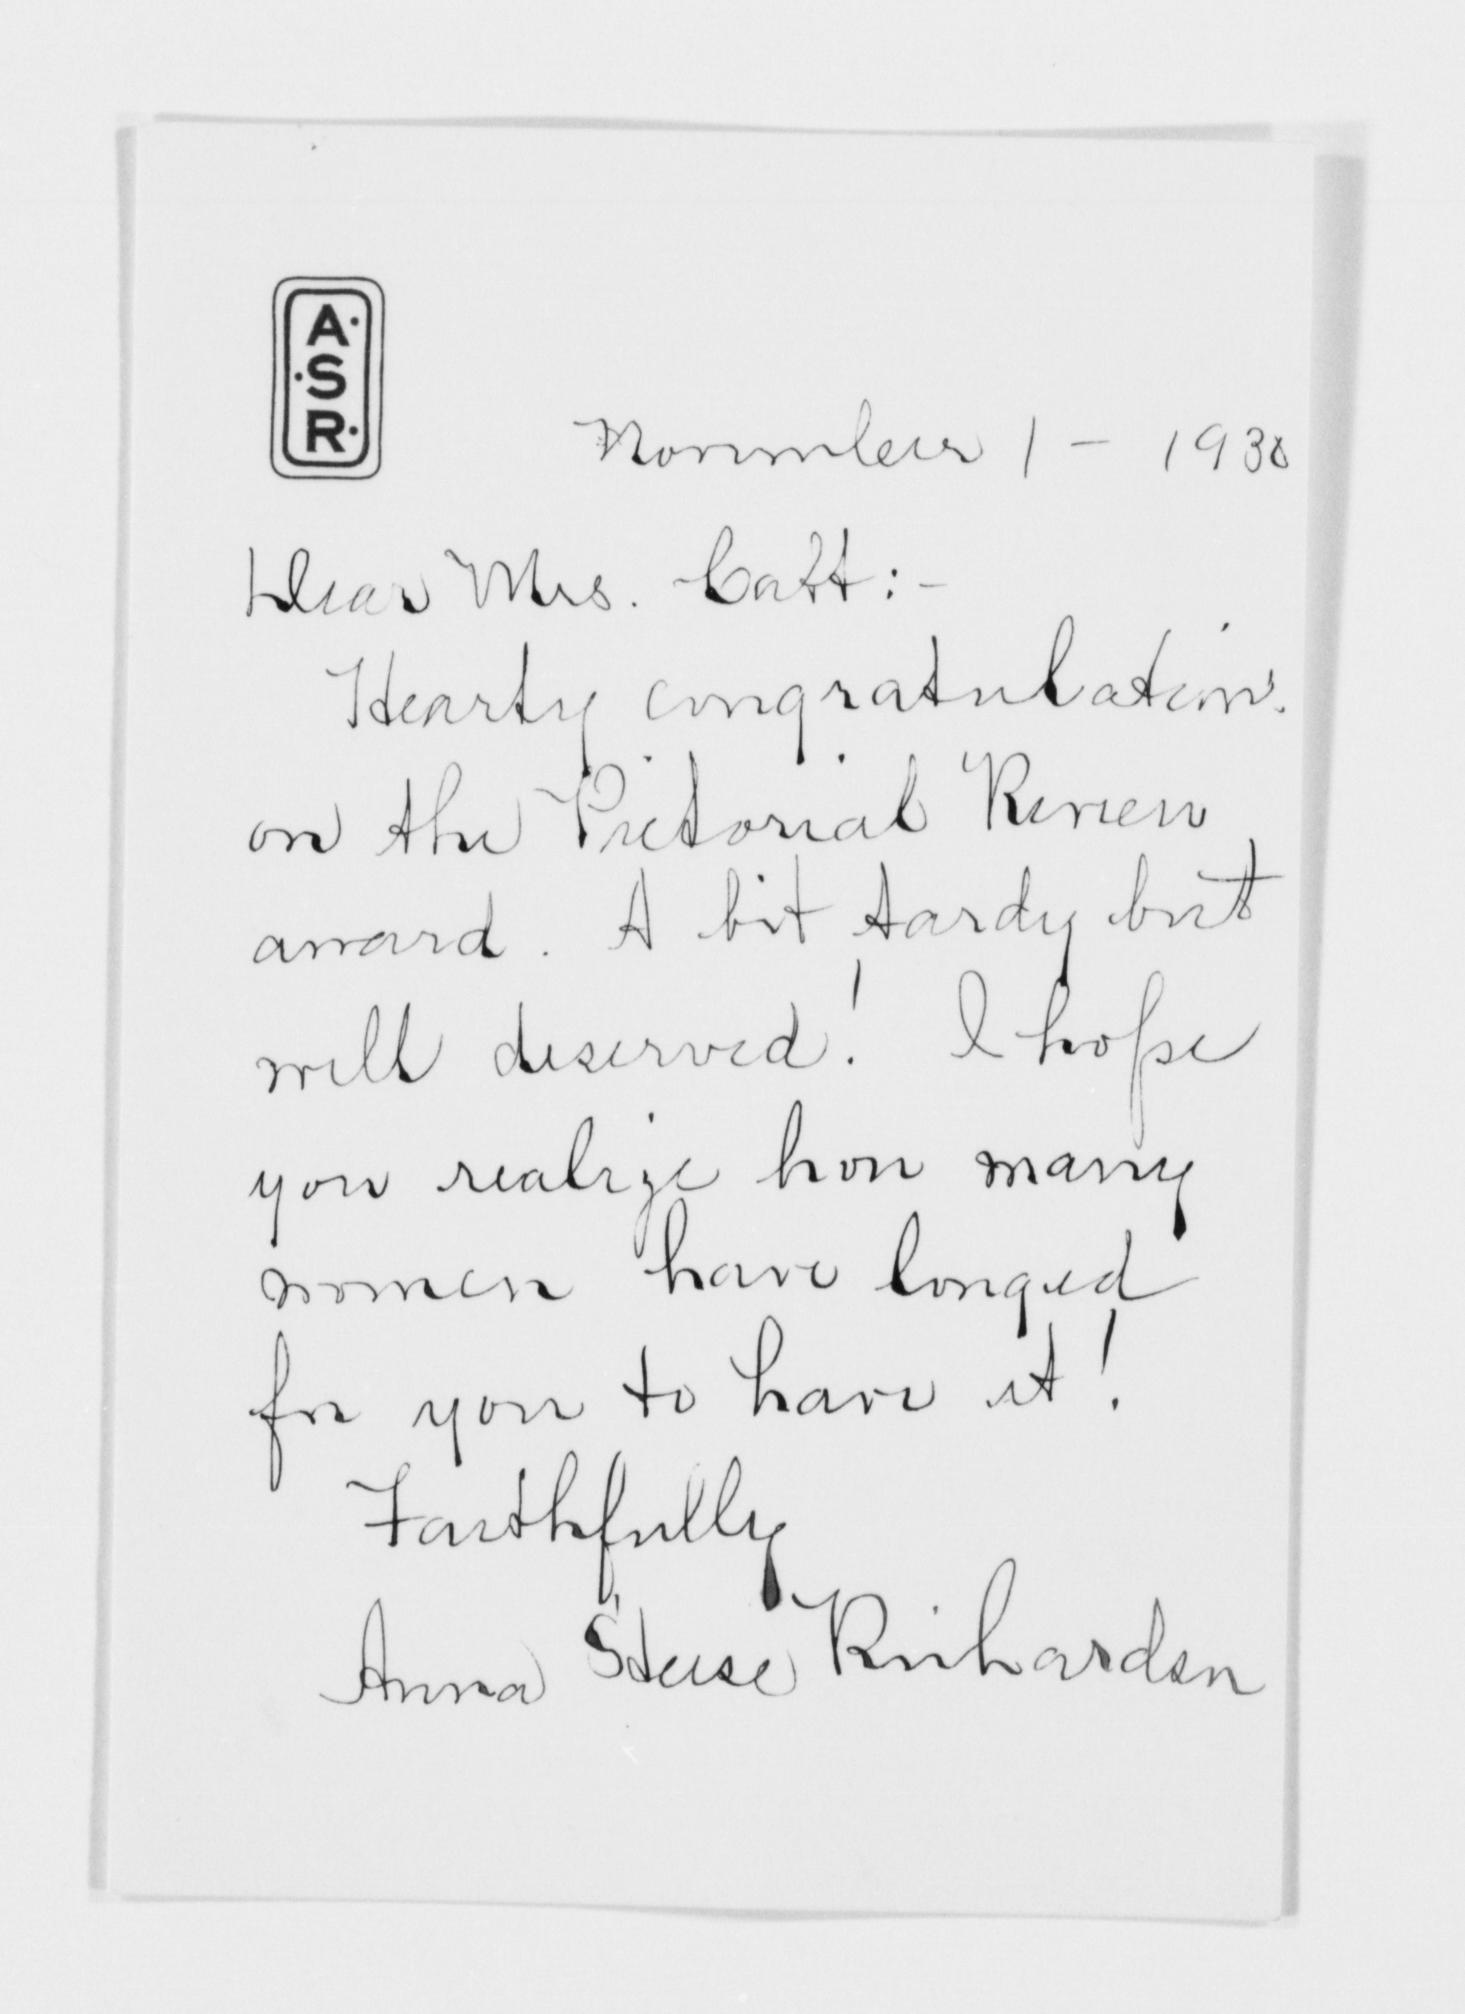 A.
.S
R.
November 1 - 1930
Dear Mrs. Catt:-
Hearty congratulations
on the Pictorial Review
award. A bit tardy but
well deserved! I hope
you realize how many
women have longed
for you to have it!
Faithfully
Anna Steese Richardson